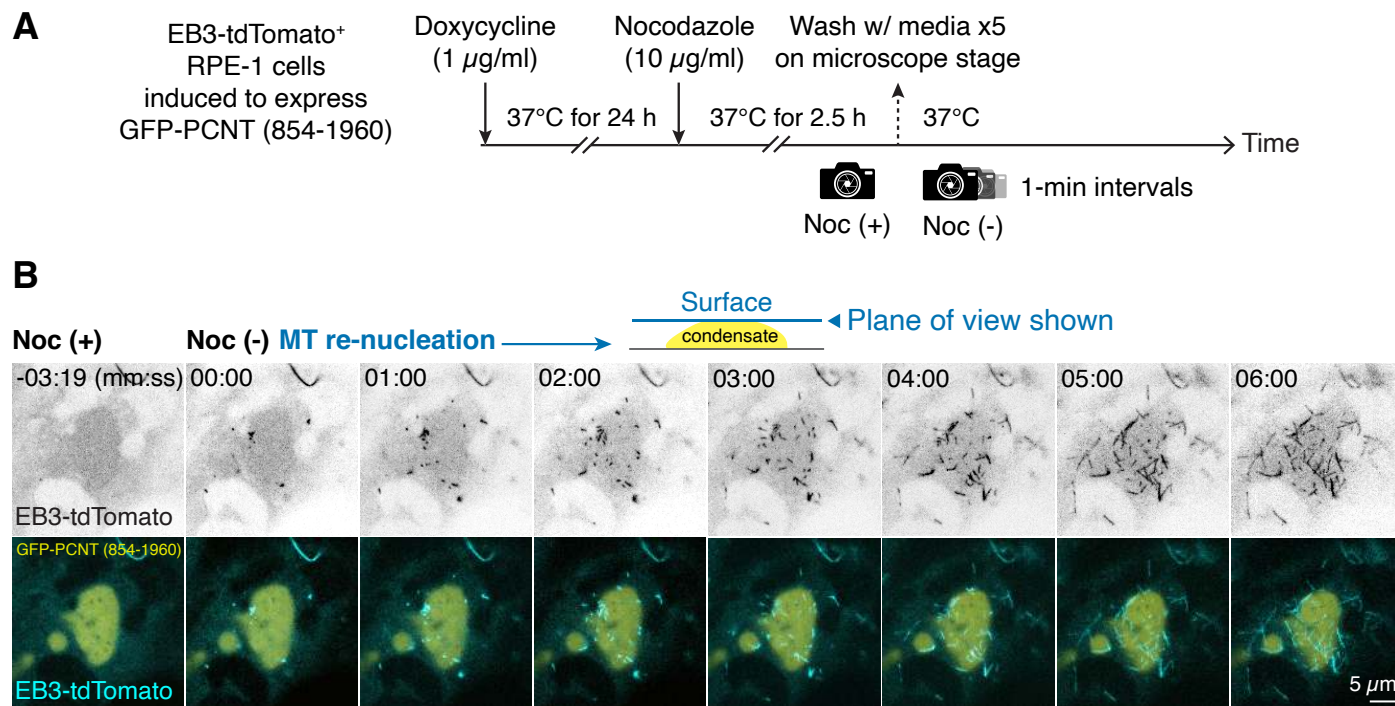 A
EB3-tdTomato⁺
RPE-1 cells
induced to express
GFP-PCNT (854-1960)
Doxycycline
(1 µg/ml)
Nocodazole
(10 µg/ml)
Wash w/ media x5
on microscope stage
37°C for 24 h
37°C for 2.5 h
37°C
Time
1-min intervals
Noc (+)
Noc (-)
B
Surface
Plane of view shown
condensate
Noc (+)
Noc (-) MT re-nucleation
-03:19 (mm:ss)
00:00
01:00
02:00
03:00
04:00
05:00
06:00
EB3-tdTomato
GFP-PCNT (854-1960)
EB3-tdTomato
5 µm